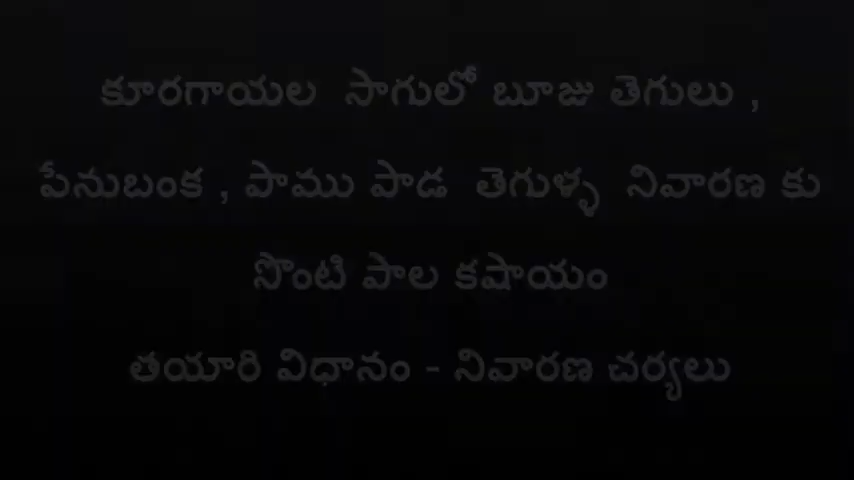 కూరగాయల సాగులో బూజు తెగులు ,
పేనుబంక , పాము పాడ తెగుళ్ళ నివారణ కు
సొంటి పాల కషాయం
తయారి విధానం - నివారణ చర్యలు